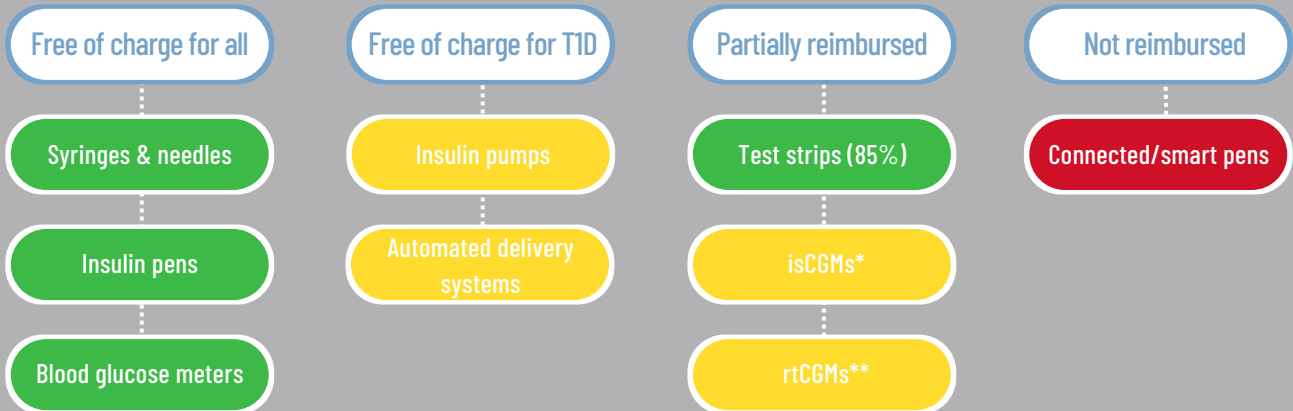 Free of charge for all
Syringes & needles
Insulin pens
Blood glucose meters
Free of charge for T1D
Insulin pumps
Automated delivery
systems
Partially reimbursed
Test strips (85%)
isCGMs*
rtCGMs**
Not reimbursed
Connected/smart pens